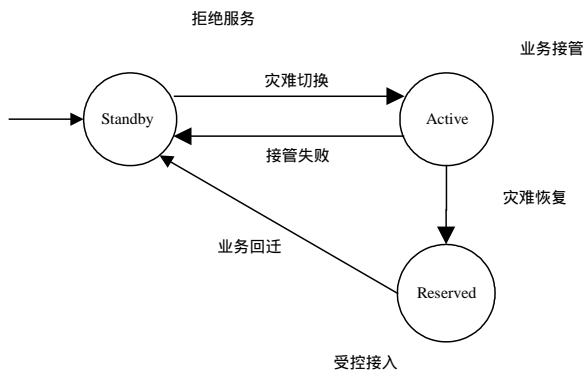 拒绝服务
业务接管
灾难切换
Standby
Active
接管失败
灾难恢复
业务回迁
Reserved
受控接入